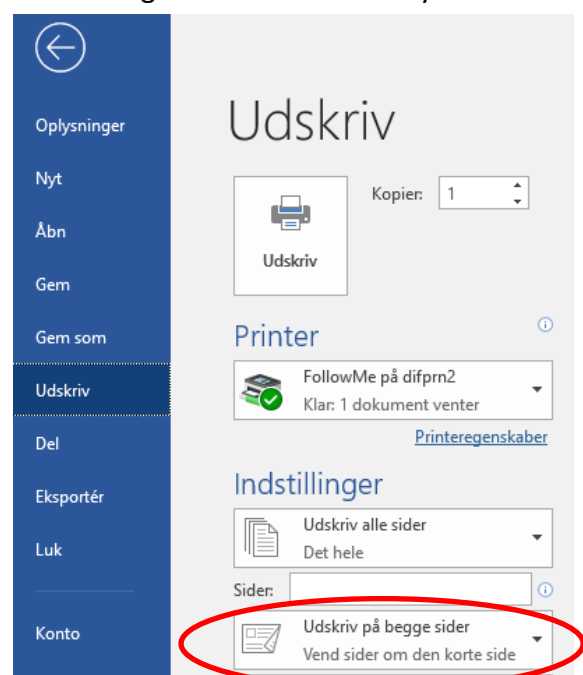 Oplysninger
Nyt
Åbn
Gem
Gem som
Udskriv
Del
Eksportér
Luk
Konto
Udskriv
Kopier: 1
Udskriv
Printer
FollowMe på difprn2
Klar: 1 dokument venter
Printeregenskaber
Indstillinger
Udskriv alle sider
Det hele
Sider:
Udskriv på begge sider
Vend sider om den korte side